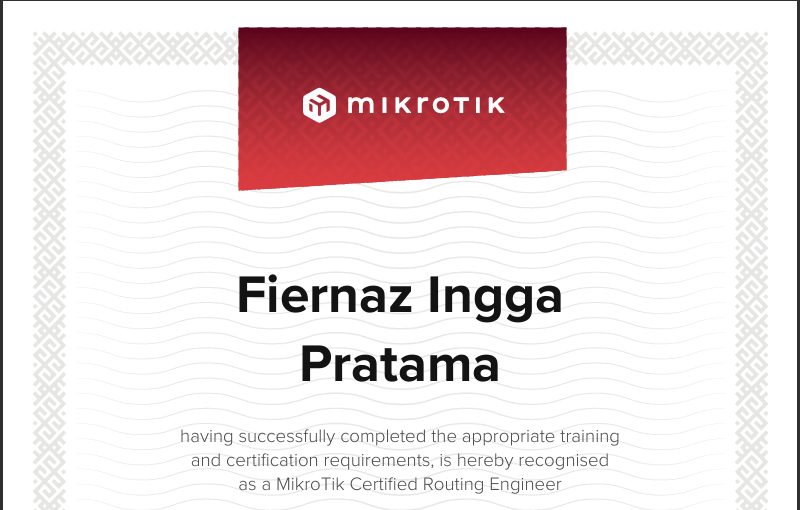 mikrotik
Fiernaz Ingga
Pratama
having successfully completed the appropriate training
and certification requirements, is hereby recognised
as a MikroTik Certified Routing Engineer